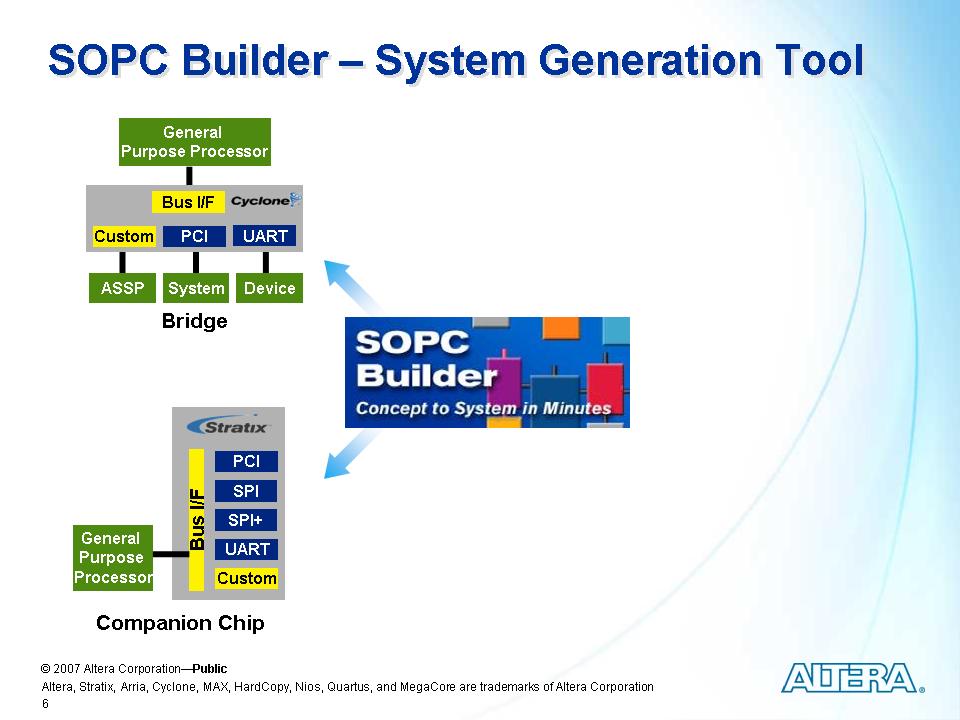 SOPC Builder – System Generation Tool
General
Purpose Processor
Bus I/F
Cyclone
Custom
PCI
UART
ASSP
System
Device
Bridge
SOPC
Builder
Concept to System in Minutes
Stratix
PCI
SPI
SPI+
UART
Custom
Bus I/F
General
Purpose
Processor
Companion Chip
© 2007 Altera Corporation—Public
Altera, Stratix, Arria, Cyclone, MAX, HardCopy, Nios, Quartus, and MegaCore are trademarks of Altera Corporation
6
ALTERA®